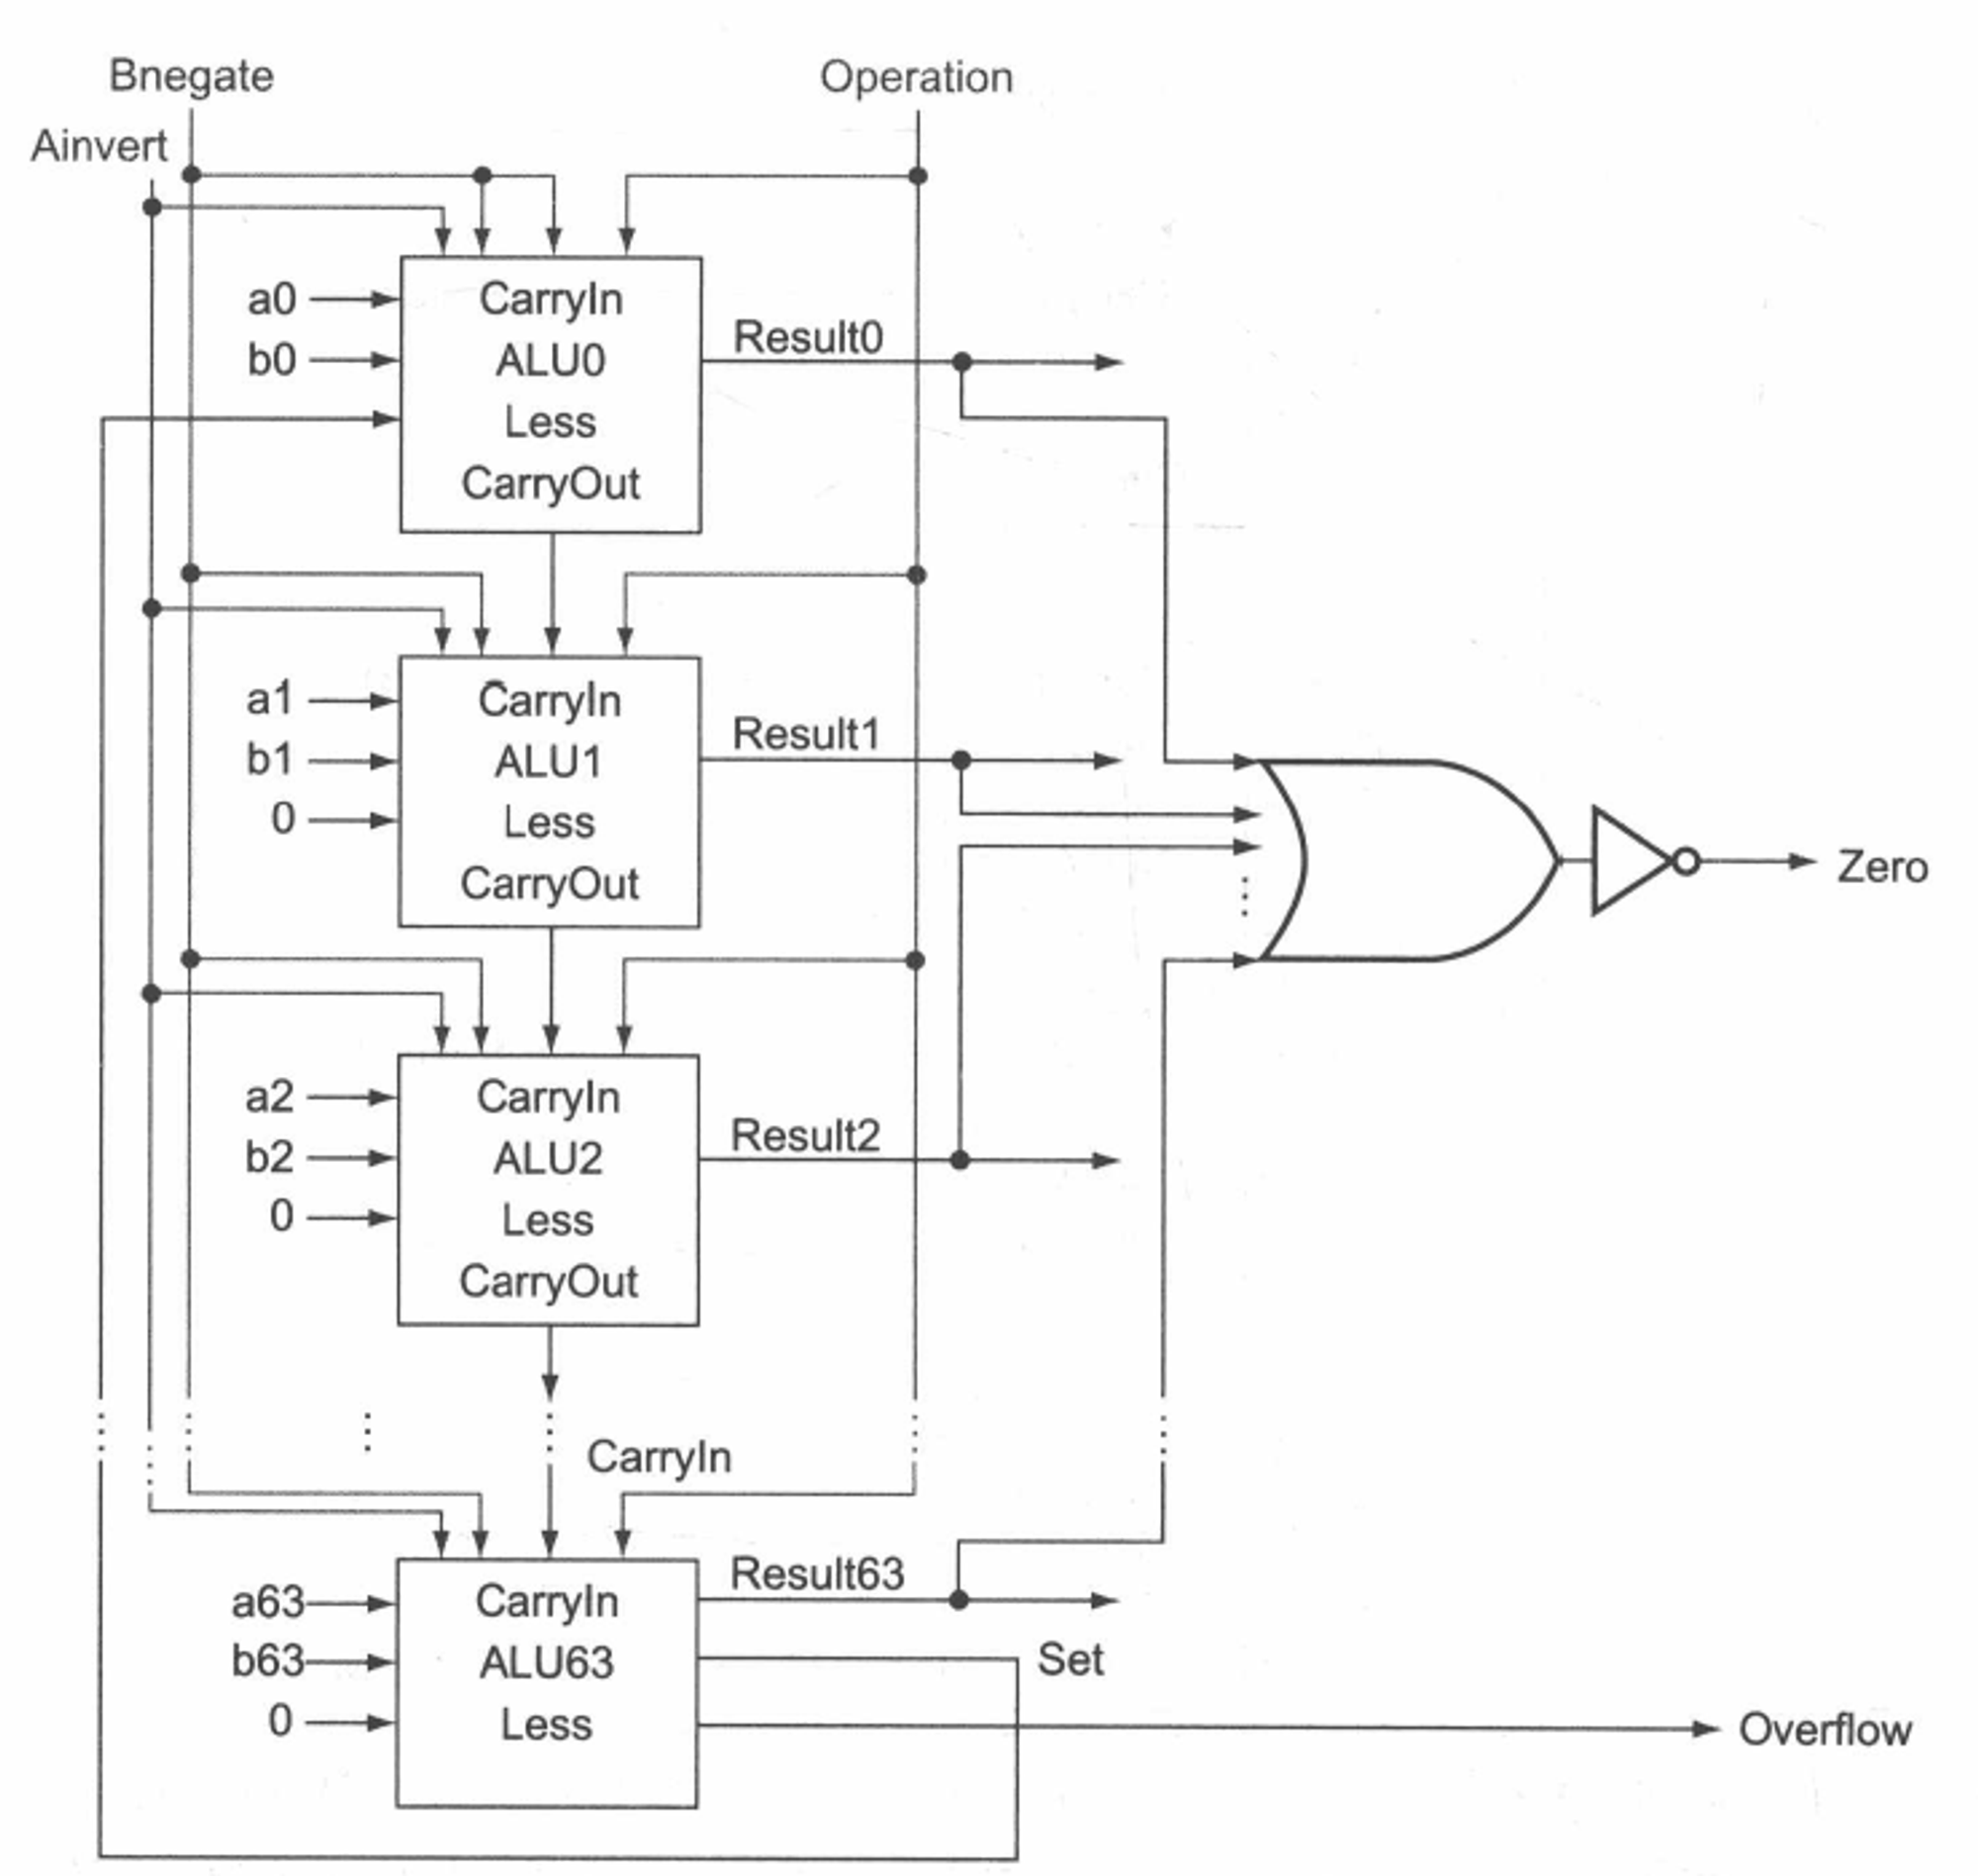 Bnegate
Operation
Ainvert
a0
CarryIn
b0
ALU0
Result0
Less
CarryOut
a1
CarryIn
b1
ALU1
Result1
0
Less
CarryOut
Zero
a2
CarryIn
b2
ALU2
Result2
0
Less
CarryOut
CarryIn
a63
CarryIn
Result63
b63
ALU63
Set
0
Less
Overflow